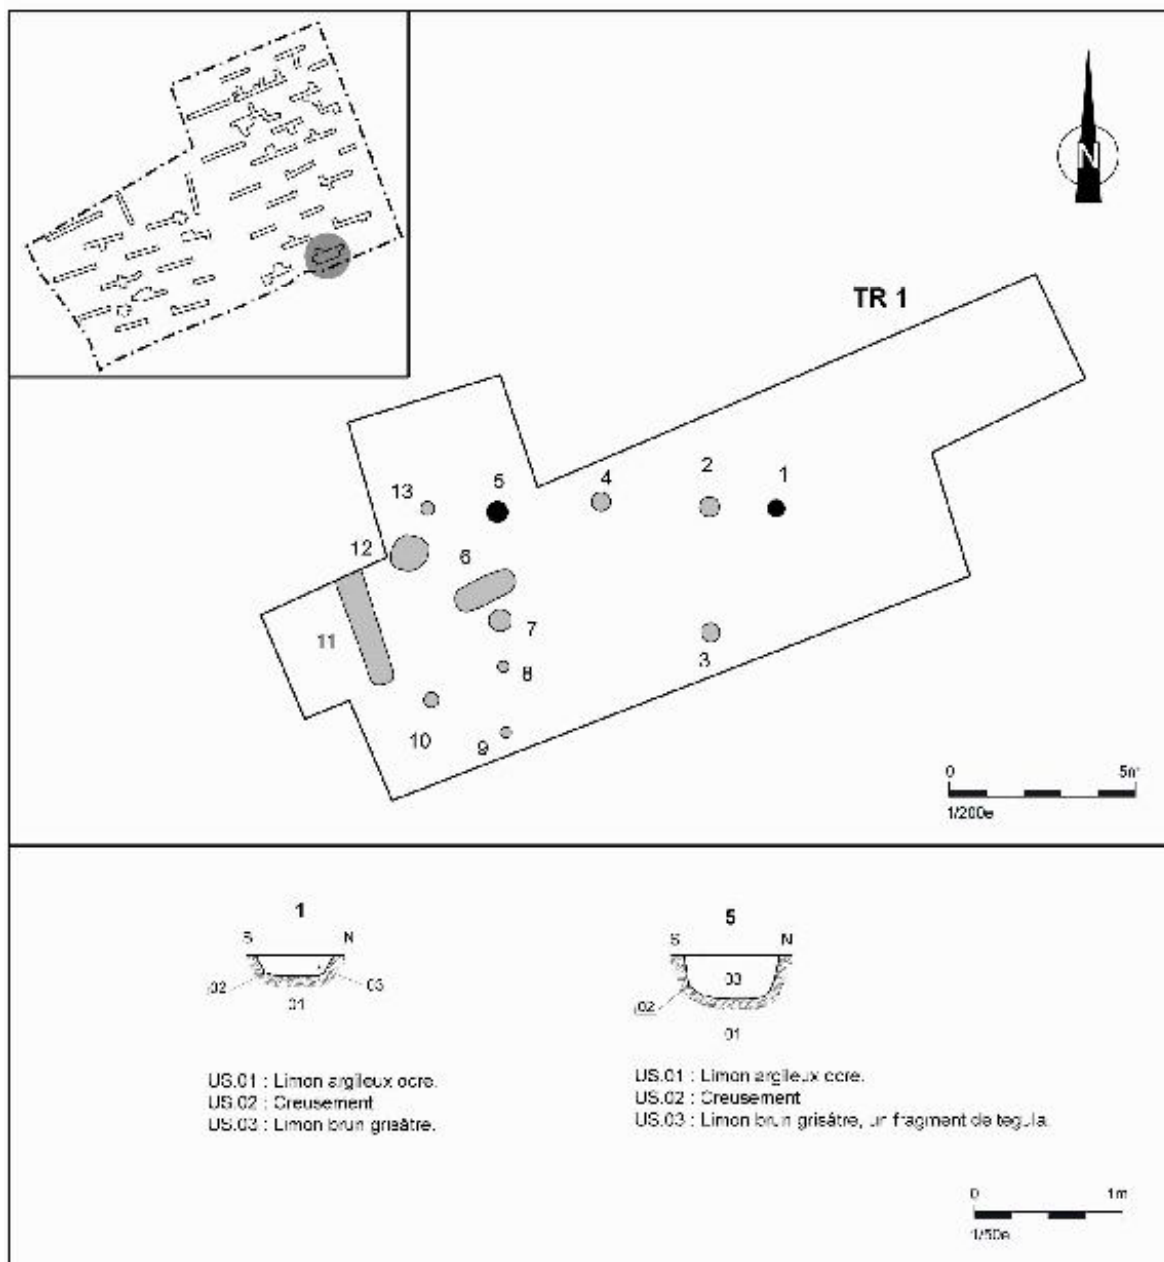 N
TR 1
1
2
4
5
13
12
6
7
3
11
8
10
9
0 5m
1/200e
1
S N
02 03
01
US.01 : Limon argileux ocre.
US.02 : Creusement
US.03 : Limon brun grisâtre.
5
S N
03
02
01
US.01 : Limon argileux ocre.
US.02 : Creusement
US.03 : Limon brun grisâtre, un fragment de tegula.
0 1m
1/50e